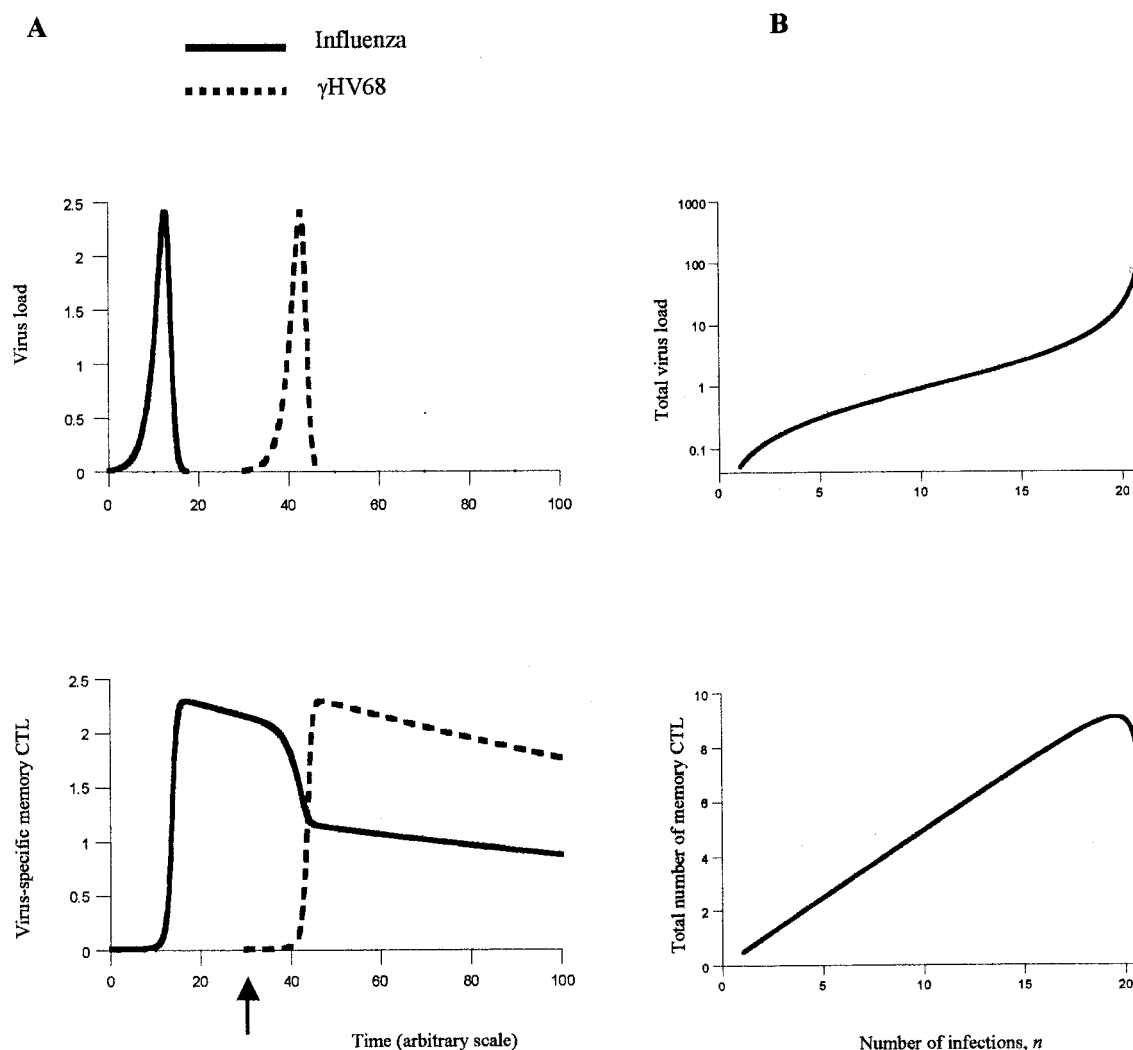 A
B
Influenza
γHV68
Virus load
2.5
2
1.5
1
0.5
0
0 20 40 60 80 100
Total virus load
1000
100
10
1
0.1
0 5 10 15 20
Virus-specific memory CTL
2.5
2
1.5
1
0.5
0
0 20 40 60 80 100
Time (arbitrary scale)
Total number of memory CTL
10
8
6
4
2
0
0 5 10 15 20
Number of infections, n